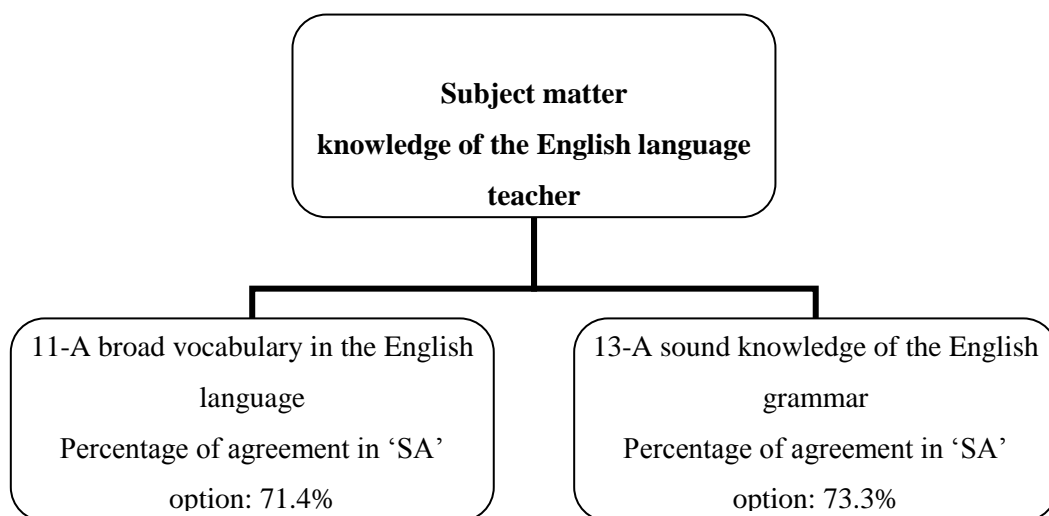 Subject matter
knowledge of the English language
teacher
11-A broad vocabulary in the English
language
Percentage of agreement in ‘SA’
option: 71.4%
13-A sound knowledge of the English
grammar
Percentage of agreement in ‘SA’
option: 73.3%